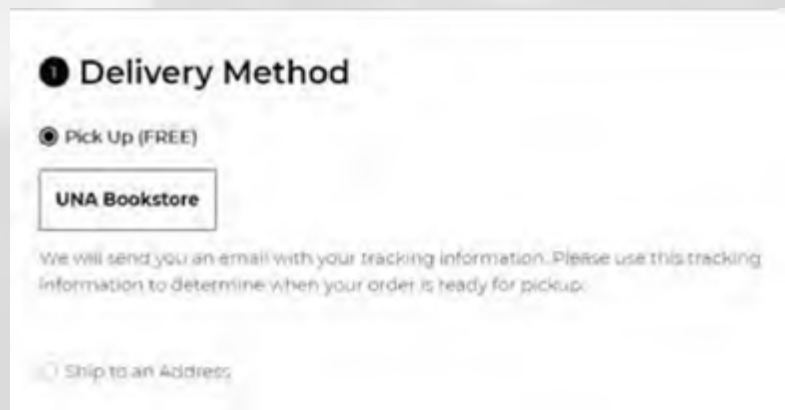 1 Delivery Method
Pick Up (FREE)
UNA Bookstore
We will send you an email with your tracking information. Please use this tracking
information to determine when your order is ready for pickup.
Ship to an Address